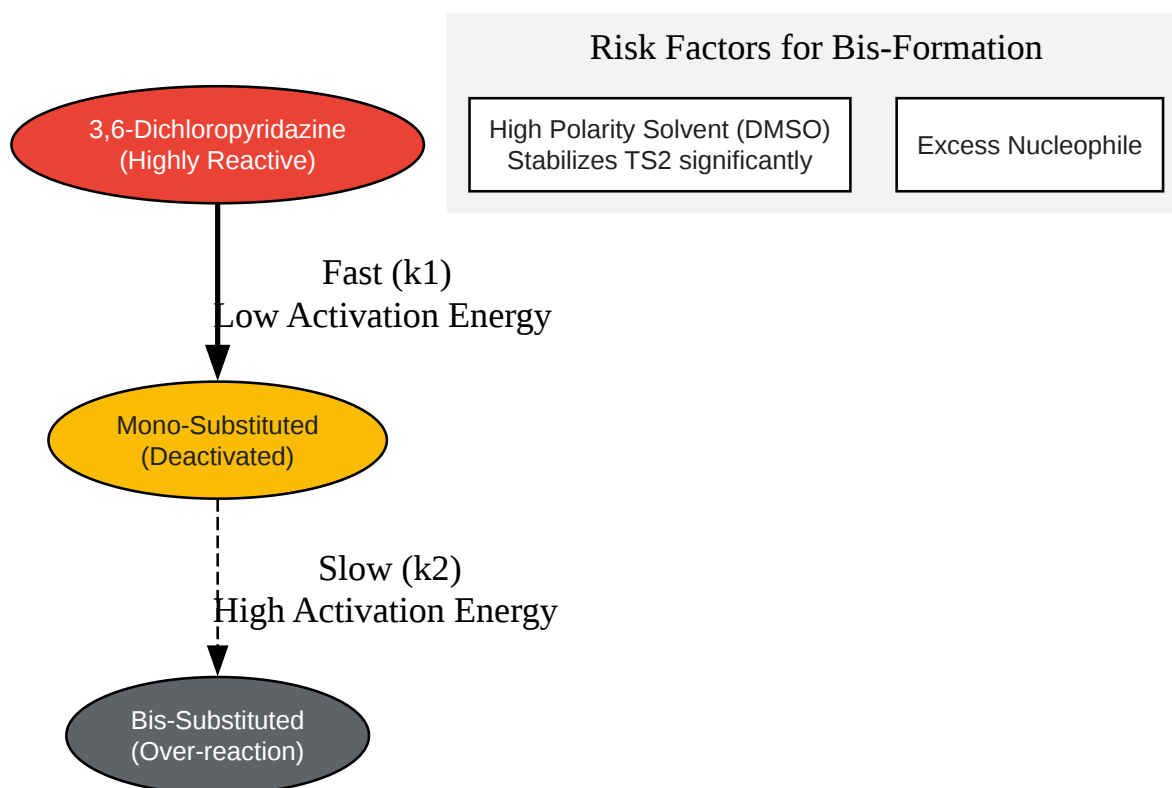 Risk Factors for Bis-Formation
3,6-Dichloropyridazine
(Highly Reactive)
High Polarity Solvent (DMSO)
Stabilizes TS2 significantly
Excess Nucleophile
Fast (k1)
Low Activation Energy
Mono-Substituted
(Deactivated)
Slow (k2)
High Activation Energy
Bis-Substituted
(Over-reaction)